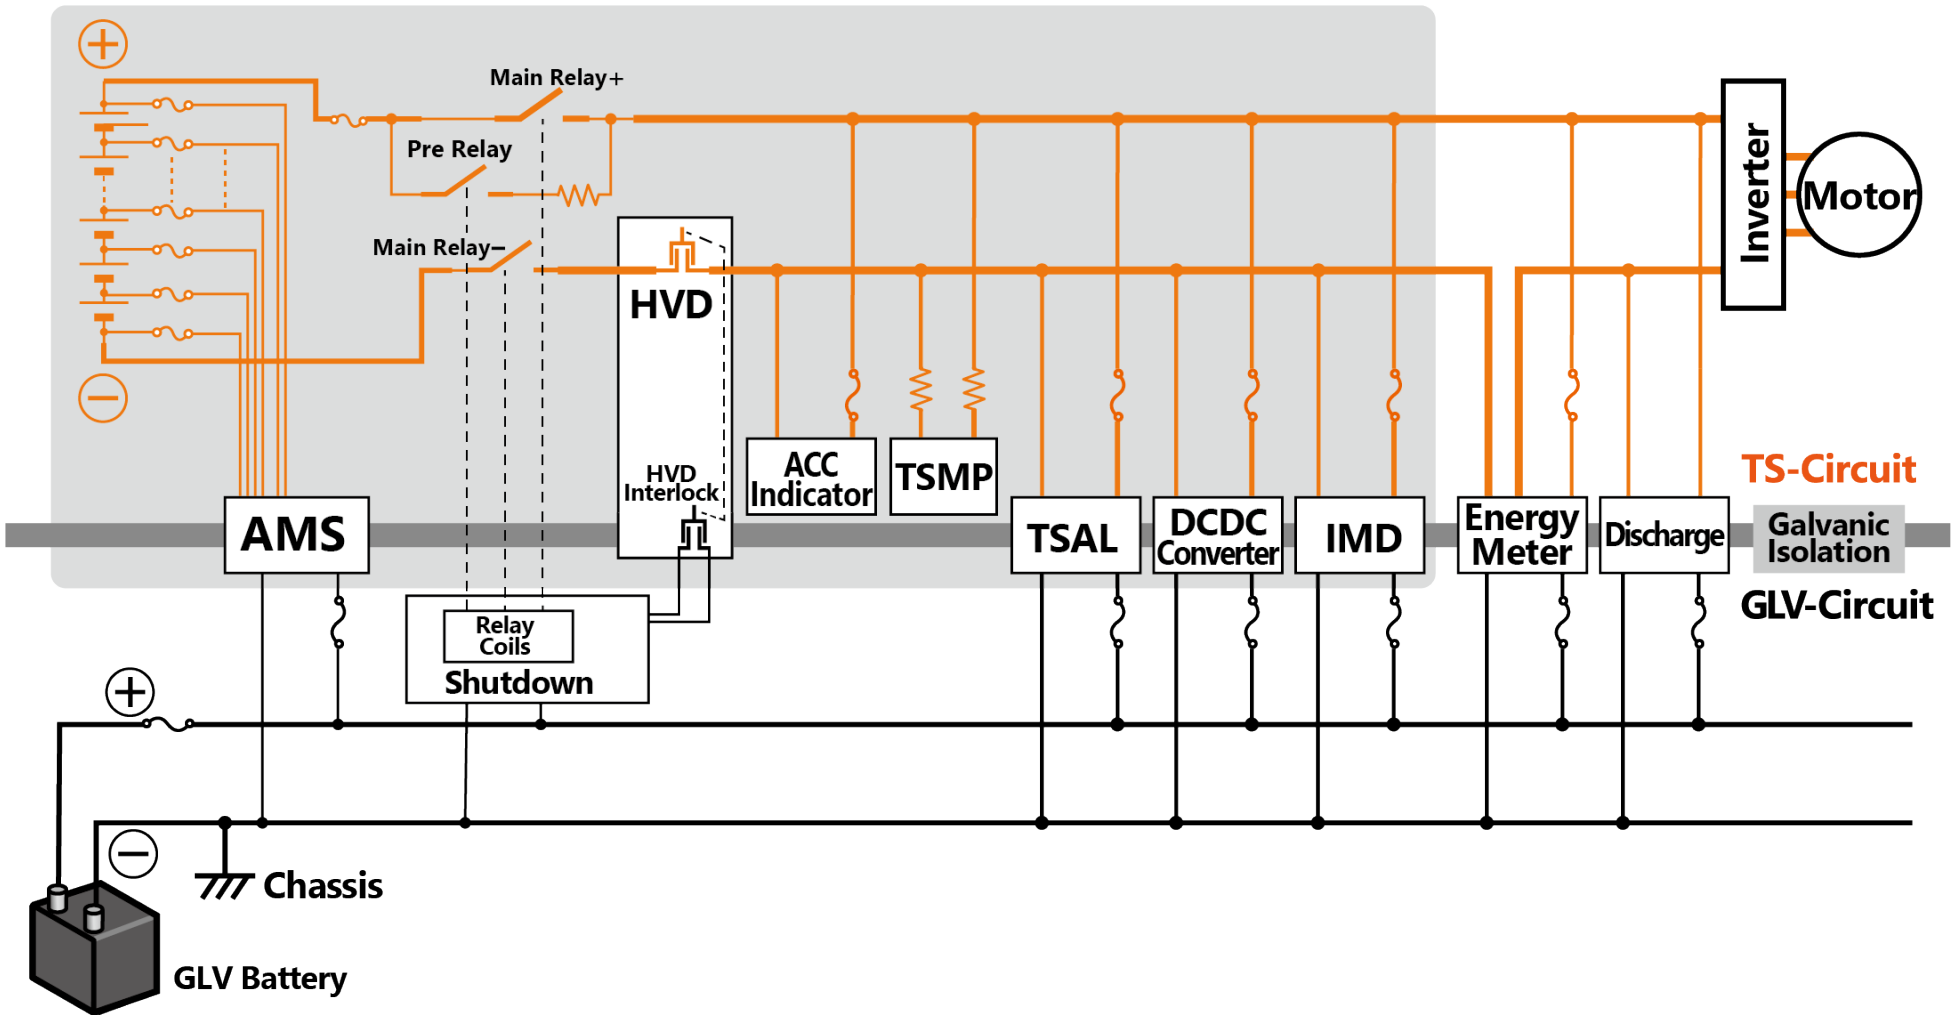 Main Relay+
Pre Relay
Main Relay−
HVD
HVD
Interlock
Inverter
Motor
ACC
Indicator
TSMP
AMS
TSAL
DCDC
Converter
IMD
Energy
Meter
Discharge
TS-Circuit
Galvanic
Isolation
GLV-Circuit
Relay
Coils
Shutdown
Chassis
GLV Battery